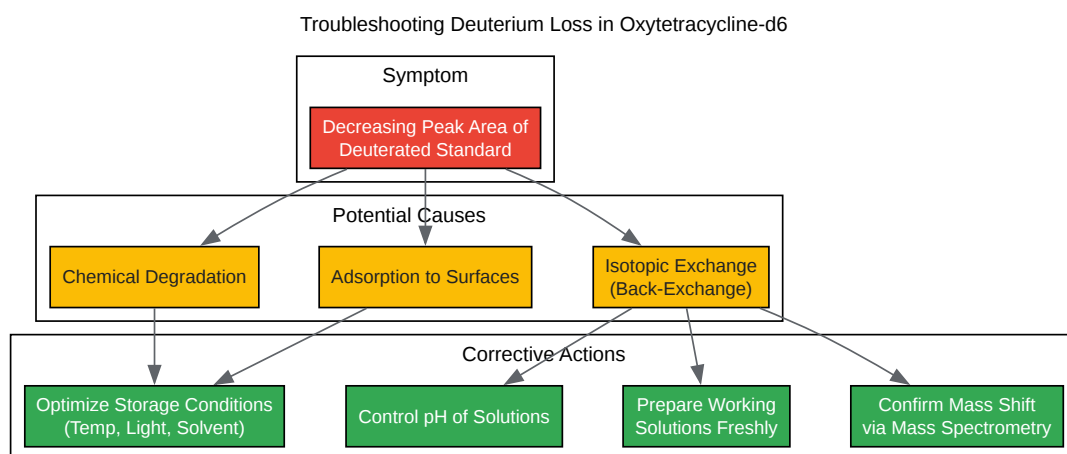 Troubleshooting Deuterium Loss in Oxytetracycline-d6
Symptom
Decreasing Peak Area of
Deuterated Standard
Potential Causes
Chemical Degradation
Adsorption to Surfaces
Isotopic Exchange
(Back-Exchange)
Corrective Actions
Optimize Storage Conditions
(Temp, Light, Solvent)
Control pH of Solutions
Prepare Working
Solutions Freshly
Confirm Mass Shift
via Mass Spectrometry